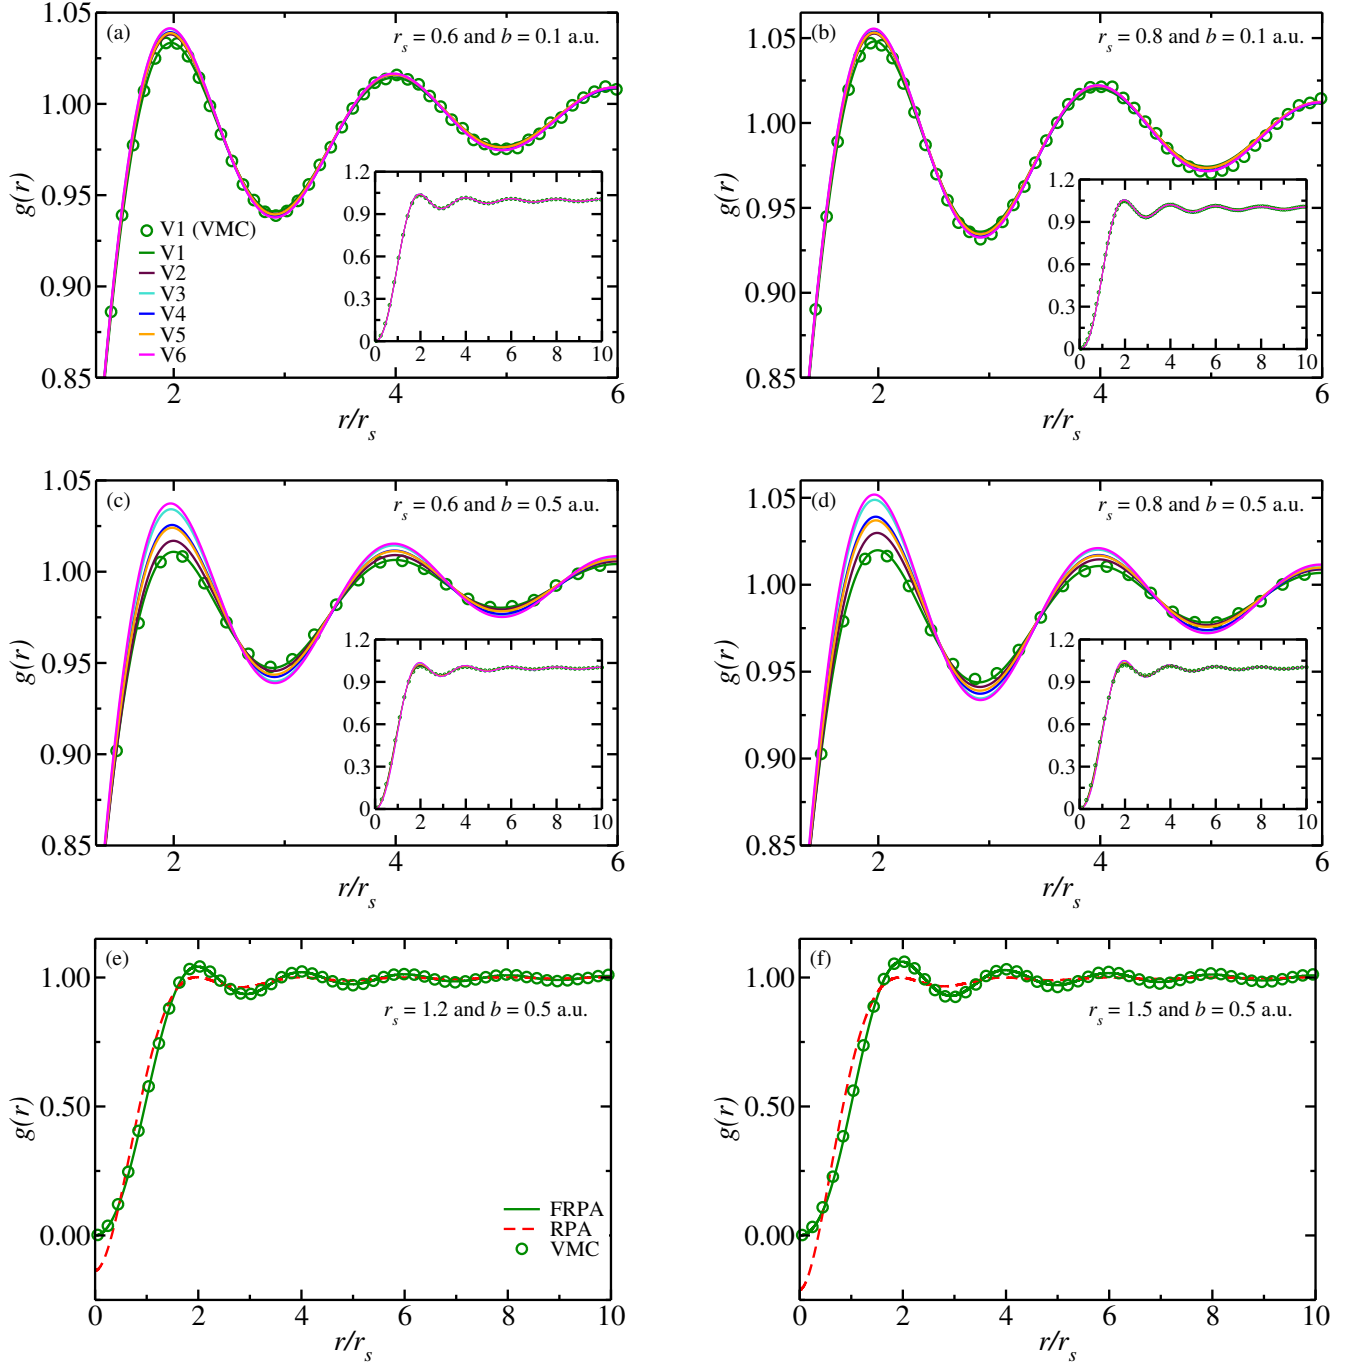 (a)
r_s = 0.6 and b = 0.1 a.u.
1.05
1.00
0.95
0.90
0.85
g(r)
V1 (VMC)
V1
V2
V3
V4
V5
V6
1.2
0.9
0.6
0.3
0
0 2 4 6 8 10
2 4 6
r/r_s
(b)
r_s = 0.8 and b = 0.1 a.u.
1.05
1.00
0.95
0.90
0.85
g(r)
1.2
0.9
0.6
0.3
0
0 2 4 6 8 10
2 4 6
r/r_s
(c)
r_s = 0.6 and b = 0.5 a.u.
1.05
1.00
0.95
0.90
0.85
g(r)
1.2
0.9
0.6
0.3
0
0 2 4 6 8 10
2 4 6
r/r_s
(d)
r_s = 0.8 and b = 0.5 a.u.
1.05
1.00
0.95
0.90
0.85
g(r)
1.2
0.9
0.6
0.3
0
0 2 4 6 8 10
2 4 6
r/r_s
(e)
r_s = 1.2 and b = 0.5 a.u.
1.00
0.50
0.00
g(r)
FRPA
RPA
VMC
0 2 4 6 8 10
r/r_s
(f)
r_s = 1.5 and b = 0.5 a.u.
1.00
0.50
0.00
g(r)
0 2 4 6 8 10
r/r_s